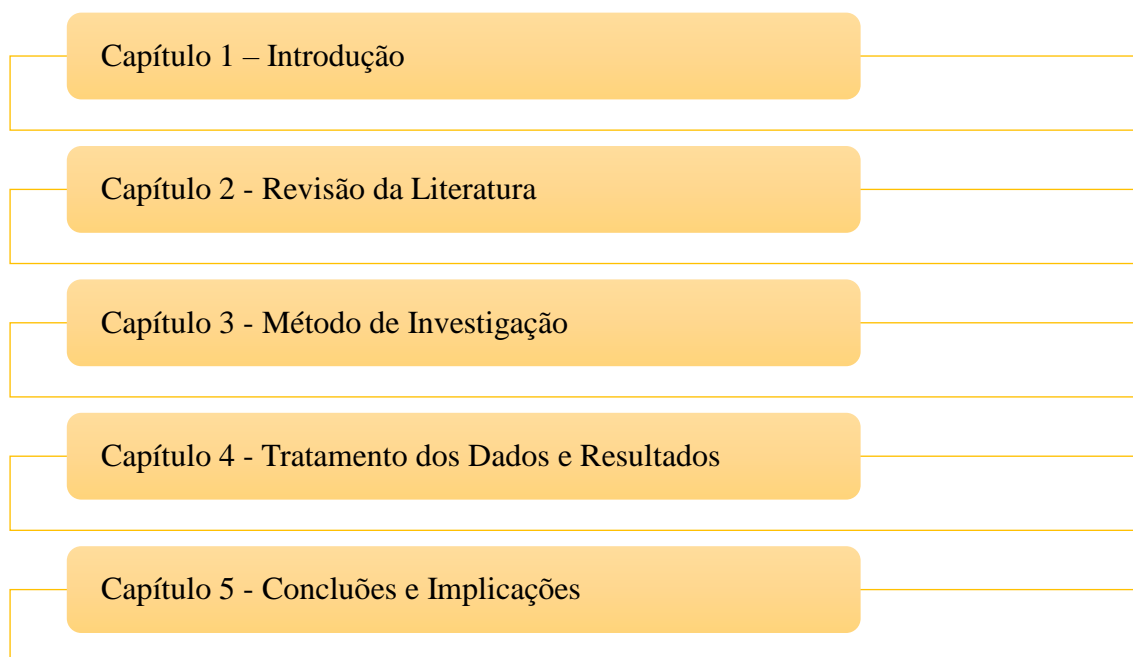 Capítulo 1 – Introdução
Capítulo 2 - Revisão da Literatura
Capítulo 3 - Método de Investigação
Capítulo 4 - Tratamento dos Dados e Resultados
Capítulo 5 - Concluões e Implicações